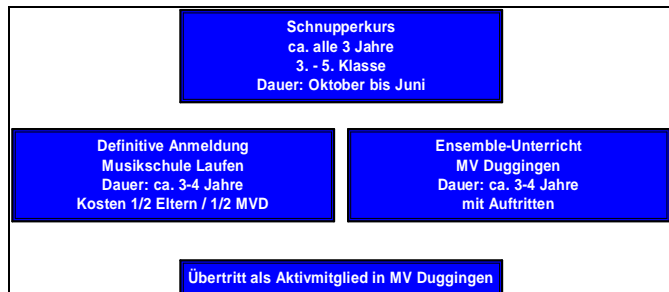 Schnupperkurs
ca. alle 3 Jahre
3. - 5. Klasse
Dauer: Oktober bis Juni
Definitive Anmeldung
Musikschule Laufen
Dauer: ca. 3-4 Jahre
Kosten 1/2 Eltern / 1/2 MVD
Ensemble-Unterricht
MV Duggingen
Dauer: ca. 3-4 Jahre
mit Auftritten
Übertritt als Aktivmitglied in MV Duggingen